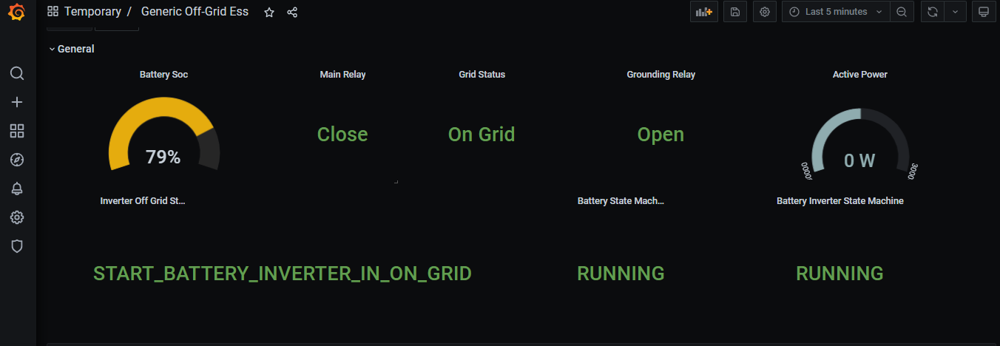 Temporary / Generic Off-Grid Ess
Last 5 minutes
General
Battery Soc
Main Relay
Grid Status
Grounding Relay
Active Power
79%
Close
On Grid
Open
0 W
Inverter Off Grid St...
Battery State Mach...
Battery Inverter State Machine
START_BATTERY_INVERTER_IN_ON_GRID
RUNNING
RUNNING